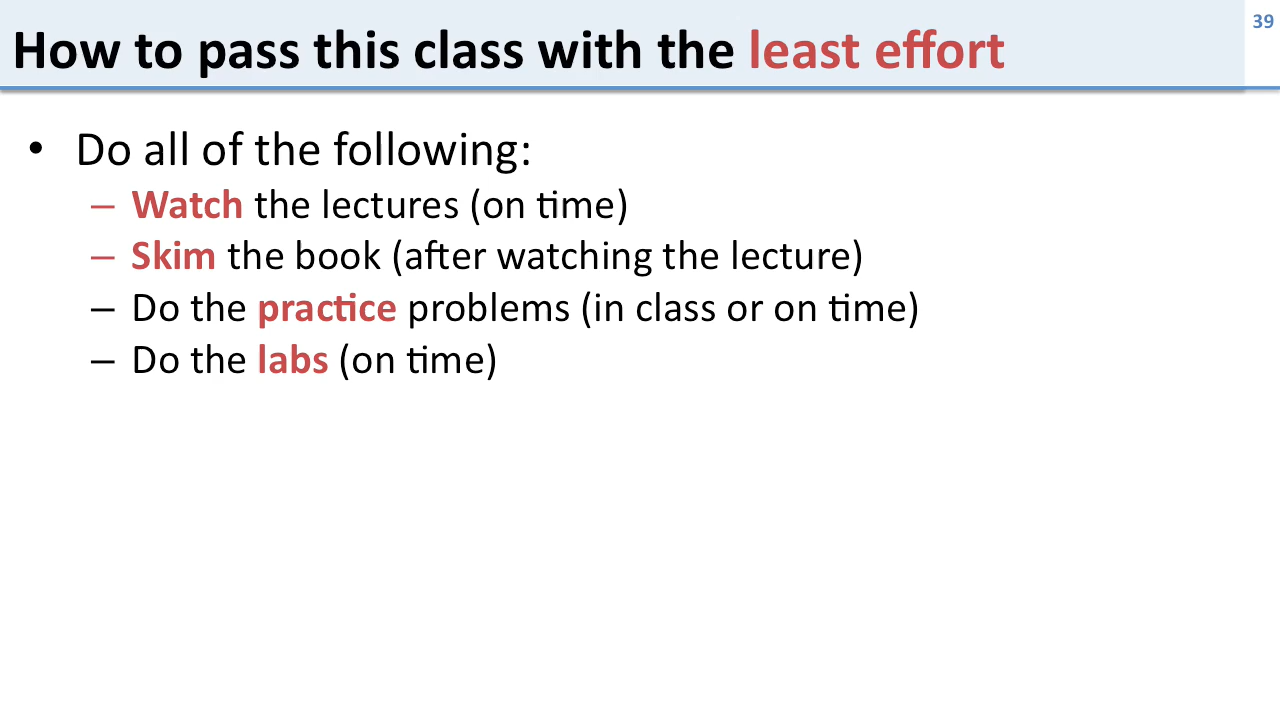 How to pass this class with the least effort
39
• Do all of the following:
– Watch the lectures (on time)
– Skim the book (after watching the lecture)
– Do the practice problems (in class or on time)
– Do the labs (on time)